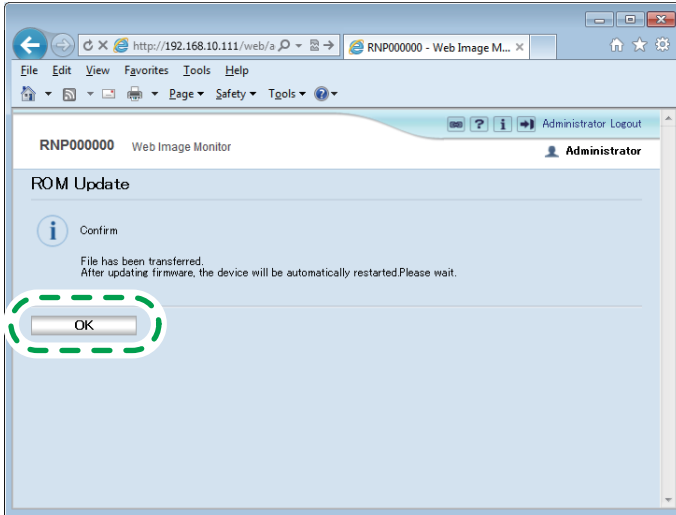 http://192.168.10.111/web/a
RNP000000 - Web Image M...
File Edit View Favorites Tools Help
Page Safety Tools
Administrator Logout
RNP000000 Web Image Monitor
Administrator
ROM Update
Confirm
File has been transferred.
After updating firmware, the device will be automatically restarted.Please wait.
OK